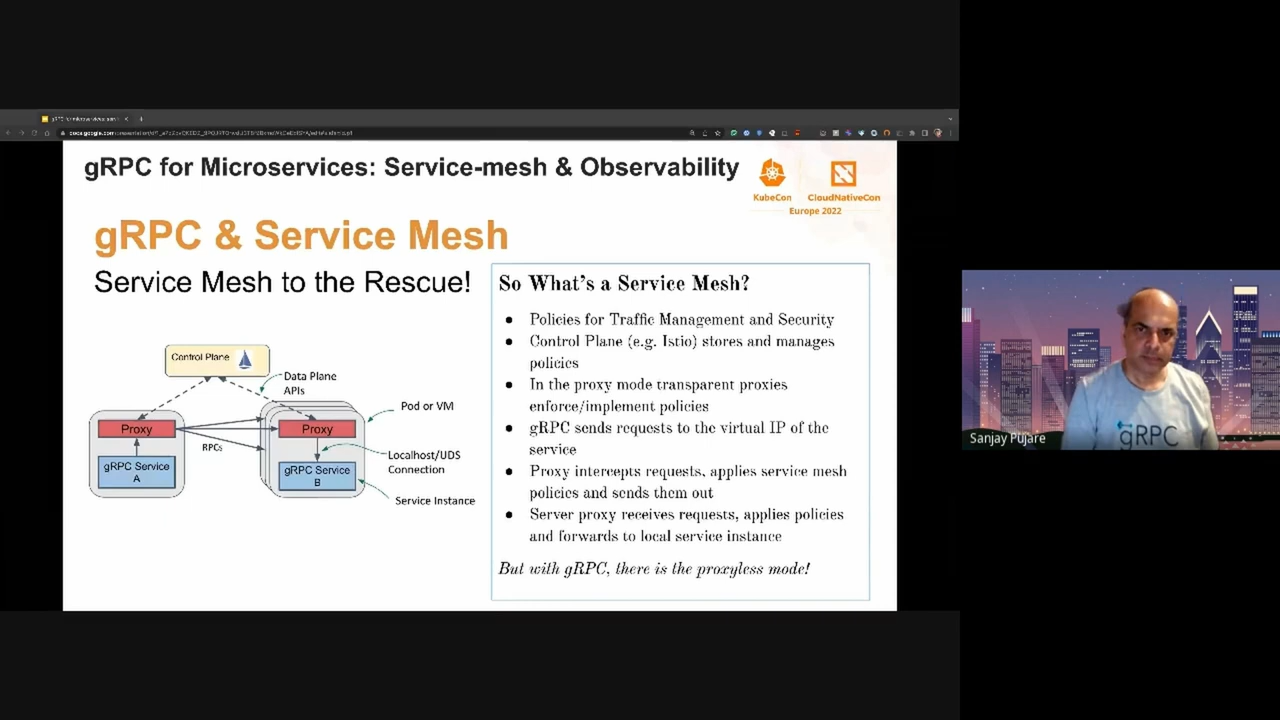 gRPC for Microservices: Service-mesh & Observability
KubeCon
CloudNativeCon
Europe 2022
gRPC & Service Mesh
Service Mesh to the Rescue!
Control Plane
Data Plane
APIs
Pod or VM
Proxy
Proxy
RPCs
Localhost/UDS
Connection
gRPC Service
A
gRPC Service
B
Service Instance
So What's a Service Mesh?
● Policies for Traffic Management and Security
● Control Plane (e.g. Istio) stores and manages
policies
● In the proxy mode transparent proxies
enforce/implement policies
● gRPC sends requests to the virtual IP of the
service
● Proxy intercepts requests, applies service mesh
policies and sends them out
● Server proxy receives requests, applies policies
and forwards to local service instance
But with gRPC, there is the proxyless mode!
Sanjay Pujare
gRPC